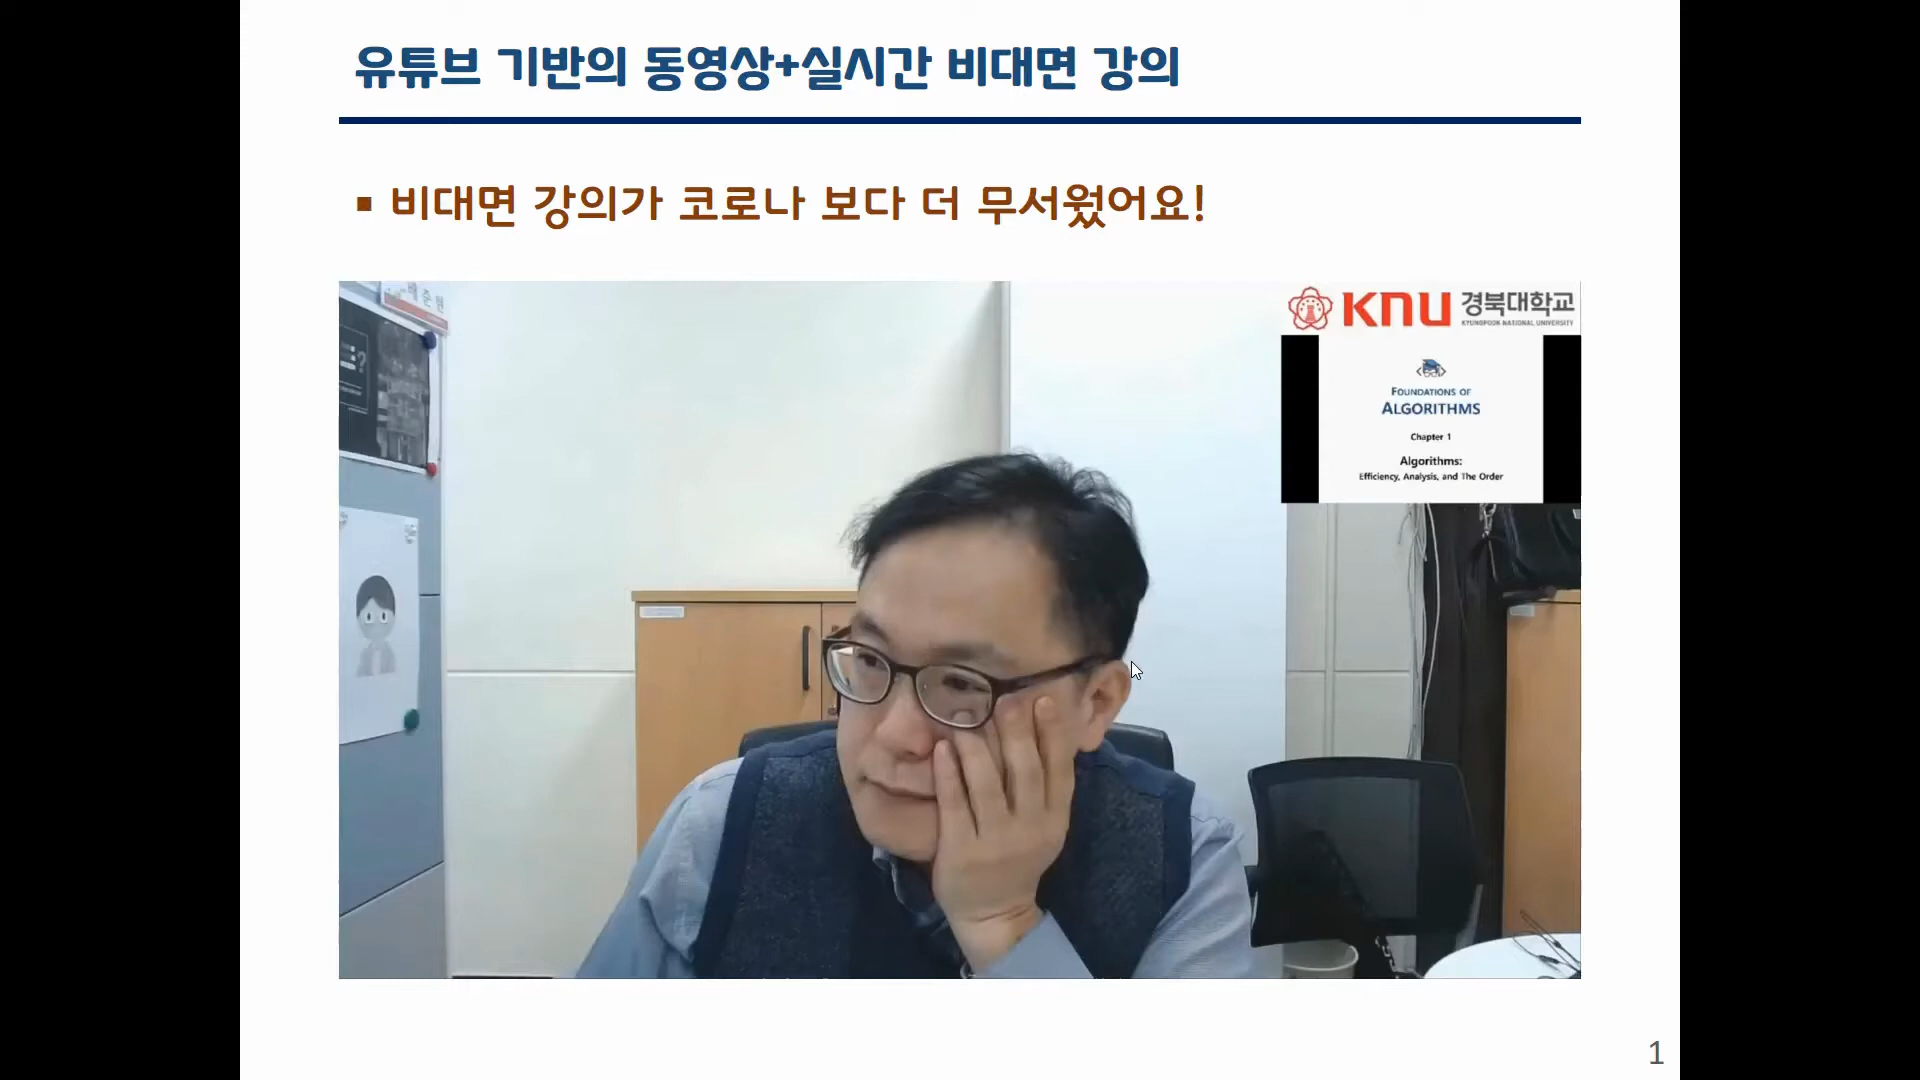 유튜브 기반의 동영상+실시간 비대면 강의
▪ 비대면 강의가 코로나 보다 더 무서웠어요!
KNU 경북대학교
KYUNGPOOK NATIONAL UNIVERSITY
FOUNDATIONS OF
ALGORITHMS
Chapter 1
Algorithms:
Efficiency, Analysis, and The Order
1